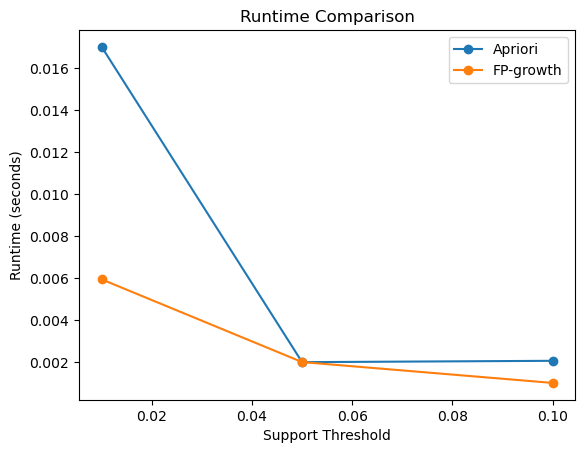 Runtime Comparison
Apriori
FP-growth
Runtime (seconds)
0.016
0.014
0.012
0.010
0.008
0.006
0.004
0.002
0.02 0.04 0.06 0.08 0.10
Support Threshold